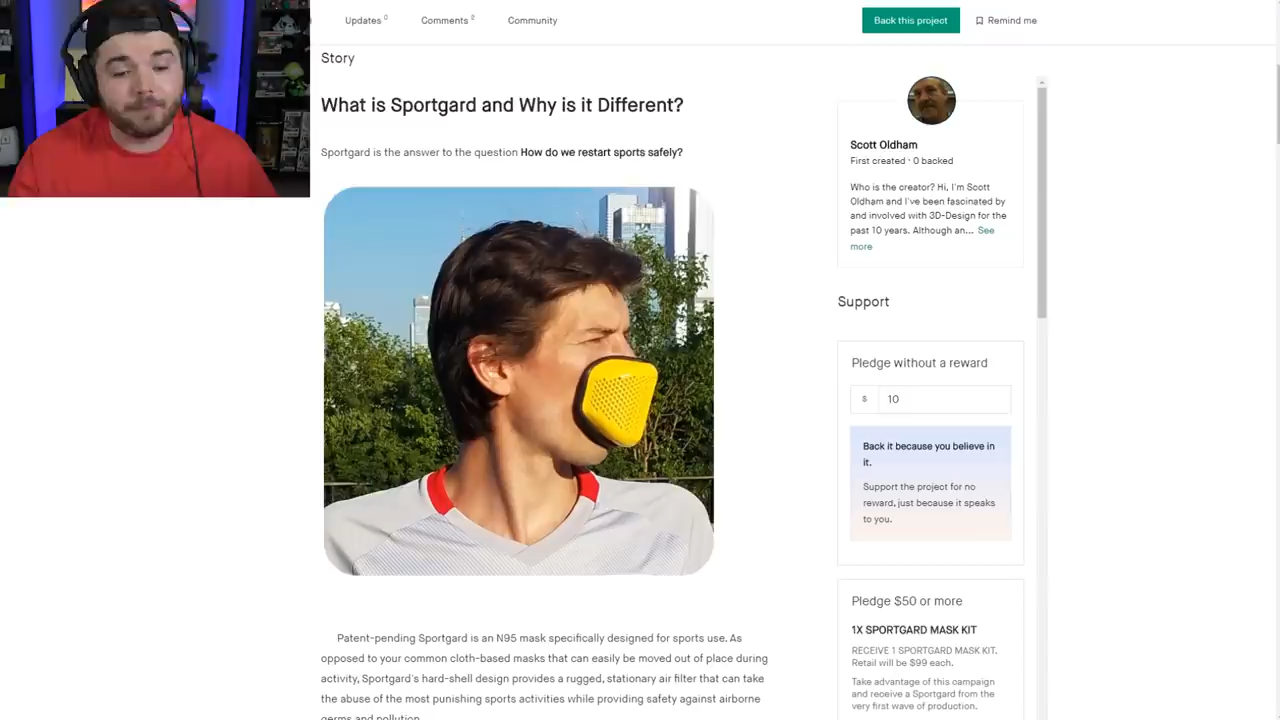 Updates 0
Comments 2
Community
Back this project
Remind me
Story
What is Sportgard and Why is it Different?
Sportgard is the answer to the question How do we restart sports safely?
Patent-pending Sportgard is an N95 mask specifically designed for sports use. As
opposed to your common cloth-based masks that can easily be moved out of place during
activity, Sportgard's hard-shell design provides a rugged, stationary air filter that can take
the abuse of the most punishing sports activities while providing safety against airborne
germs and pollution.
Scott Oldham
First created · 0 backed
Who is the creator? Hi, I'm Scott
Oldham and I've been fascinated by
and involved with 3D-Design for the
past 10 years. Although an... See
more
Support
Pledge without a reward
$ 10
Back it because you believe in
it.
Support the project for no
reward, just because it speaks
to you.
Pledge $50 or more
1X SPORTGARD MASK KIT
RECEIVE 1 SPORTGARD MASK KIT.
Retail will be $99 each.
Take advantage of this campaign
and receive a Sportgard from the
very first wave of production.